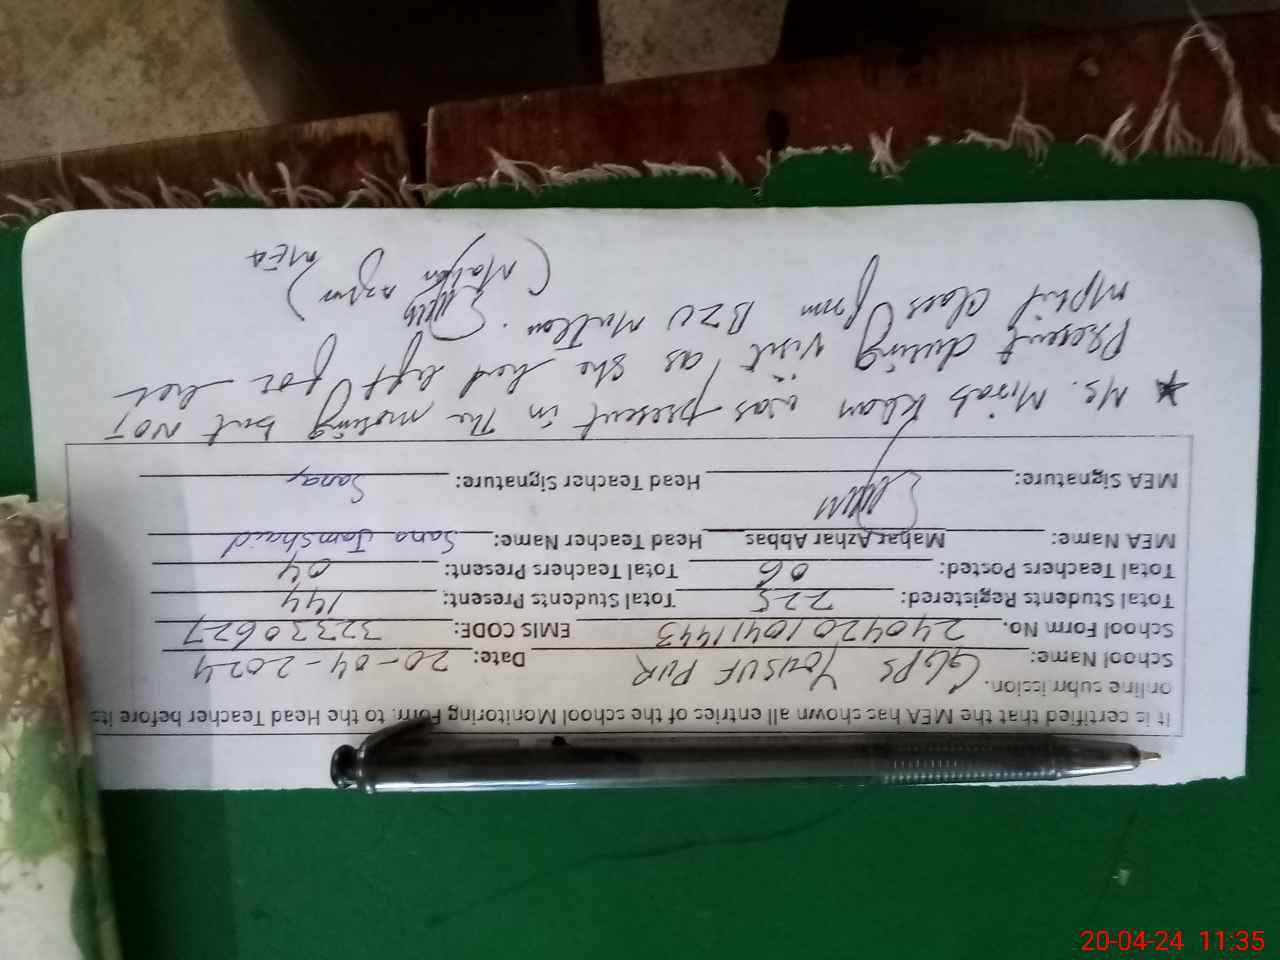 It is certified that the MEA has shown all entries of the school Monitoring Form to the Head Teacher before its
online submission.
School Name: GGPS YOUSUF PUR Date: 20-04-2024
School Form No. 24042010411443 EMIS CODE: 32330627
Total Students Registered: 225 Total Students Present: 144
Total Teachers Posted: 06 Total Teachers Present: 04
MEA Name: Mahar Azhar Abbas Head Teacher Name: Sana Jamshaid
MEA Signature: Head Teacher Signature: Sana
* Ms. Mirab Khan was present in the morning but NOT
Present during visit as she had left for her
Mphil Class from BZU Multan.
(Mahar Azhar)
MEA
20-04-24 11:35